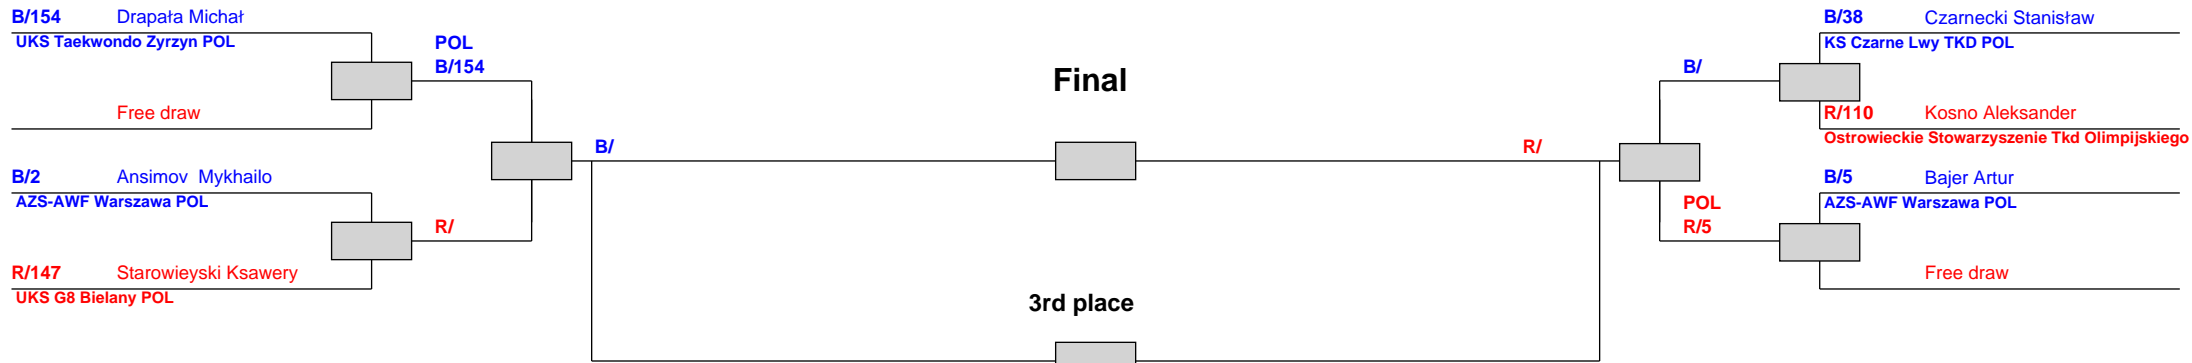 B/154 Drapała Michał
UKS Taekwondo Zyrzyn POL
POL
B/154
Free draw
B/2 Ansimov Mykhailo
AZS-AWF Warszawa POL
R/
R/147 Starowieyski Ksawery
UKS G8 Bielany POL
B/
Final
3rd place
R/
B/38 Czarnecki Stanisław
KS Czarne Lwy TKD POL
B/
R/110 Kosno Aleksander
Ostrowieckie Stowarzyszenie Tkd Olimpijskiego
B/5 Bajer Artur
AZS-AWF Warszawa POL
POL
R/5
Free draw